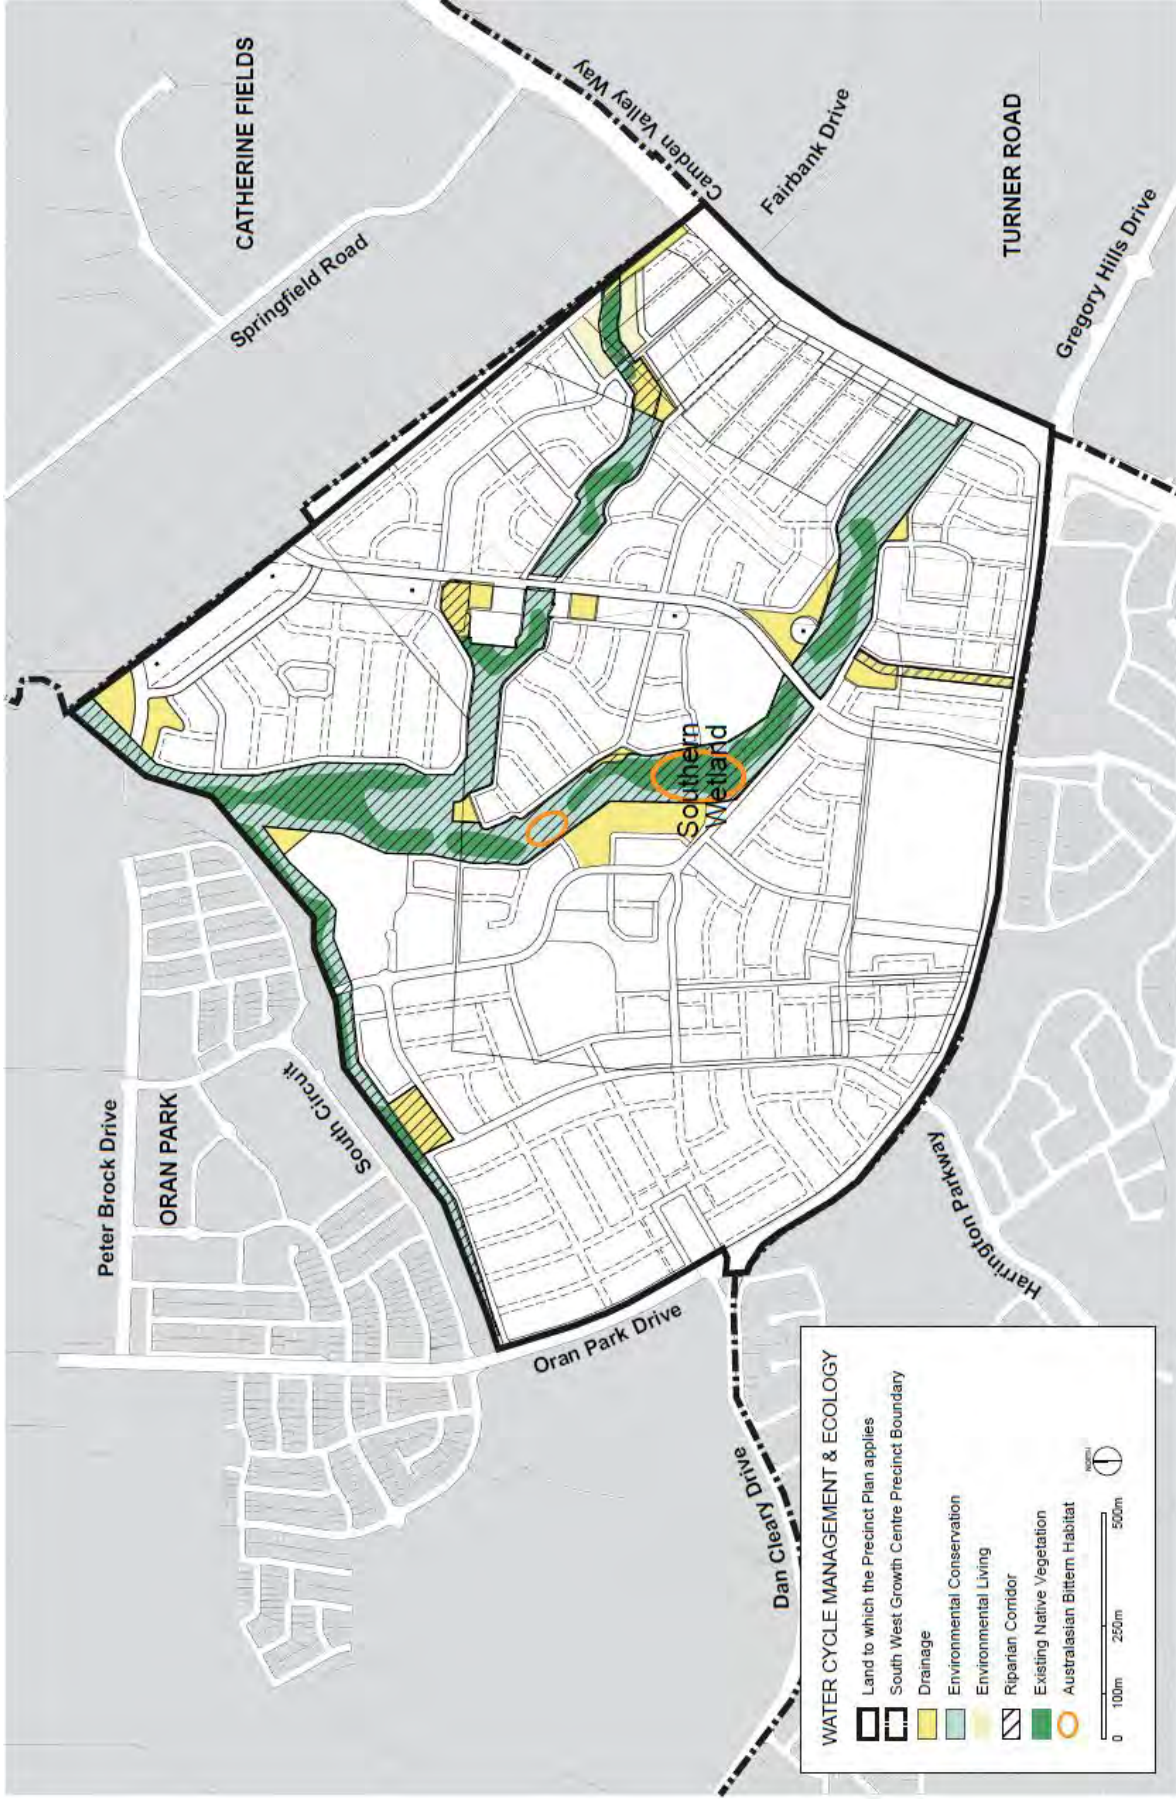 CATHERINE FIELDS
Springfield Road
Camden Valley Way
Fairbank Drive
TURNER ROAD
Gregory Hills Drive
Southern
Wetland
Peter Brock Drive
ORAN PARK
South Circuit
Oran Park Drive
Harrington Parkway
Dan Cleary Drive
WATER CYCLE MANAGEMENT & ECOLOGY
Land to which the Precinct Plan applies
South West Growth Centre Precinct Boundary
Drainage
Environmental Conservation
Environmental Living
Riparian Corridor
Existing Native Vegetation
Australasian Bittern Habitat
NORTH
0 100m 250m 500m